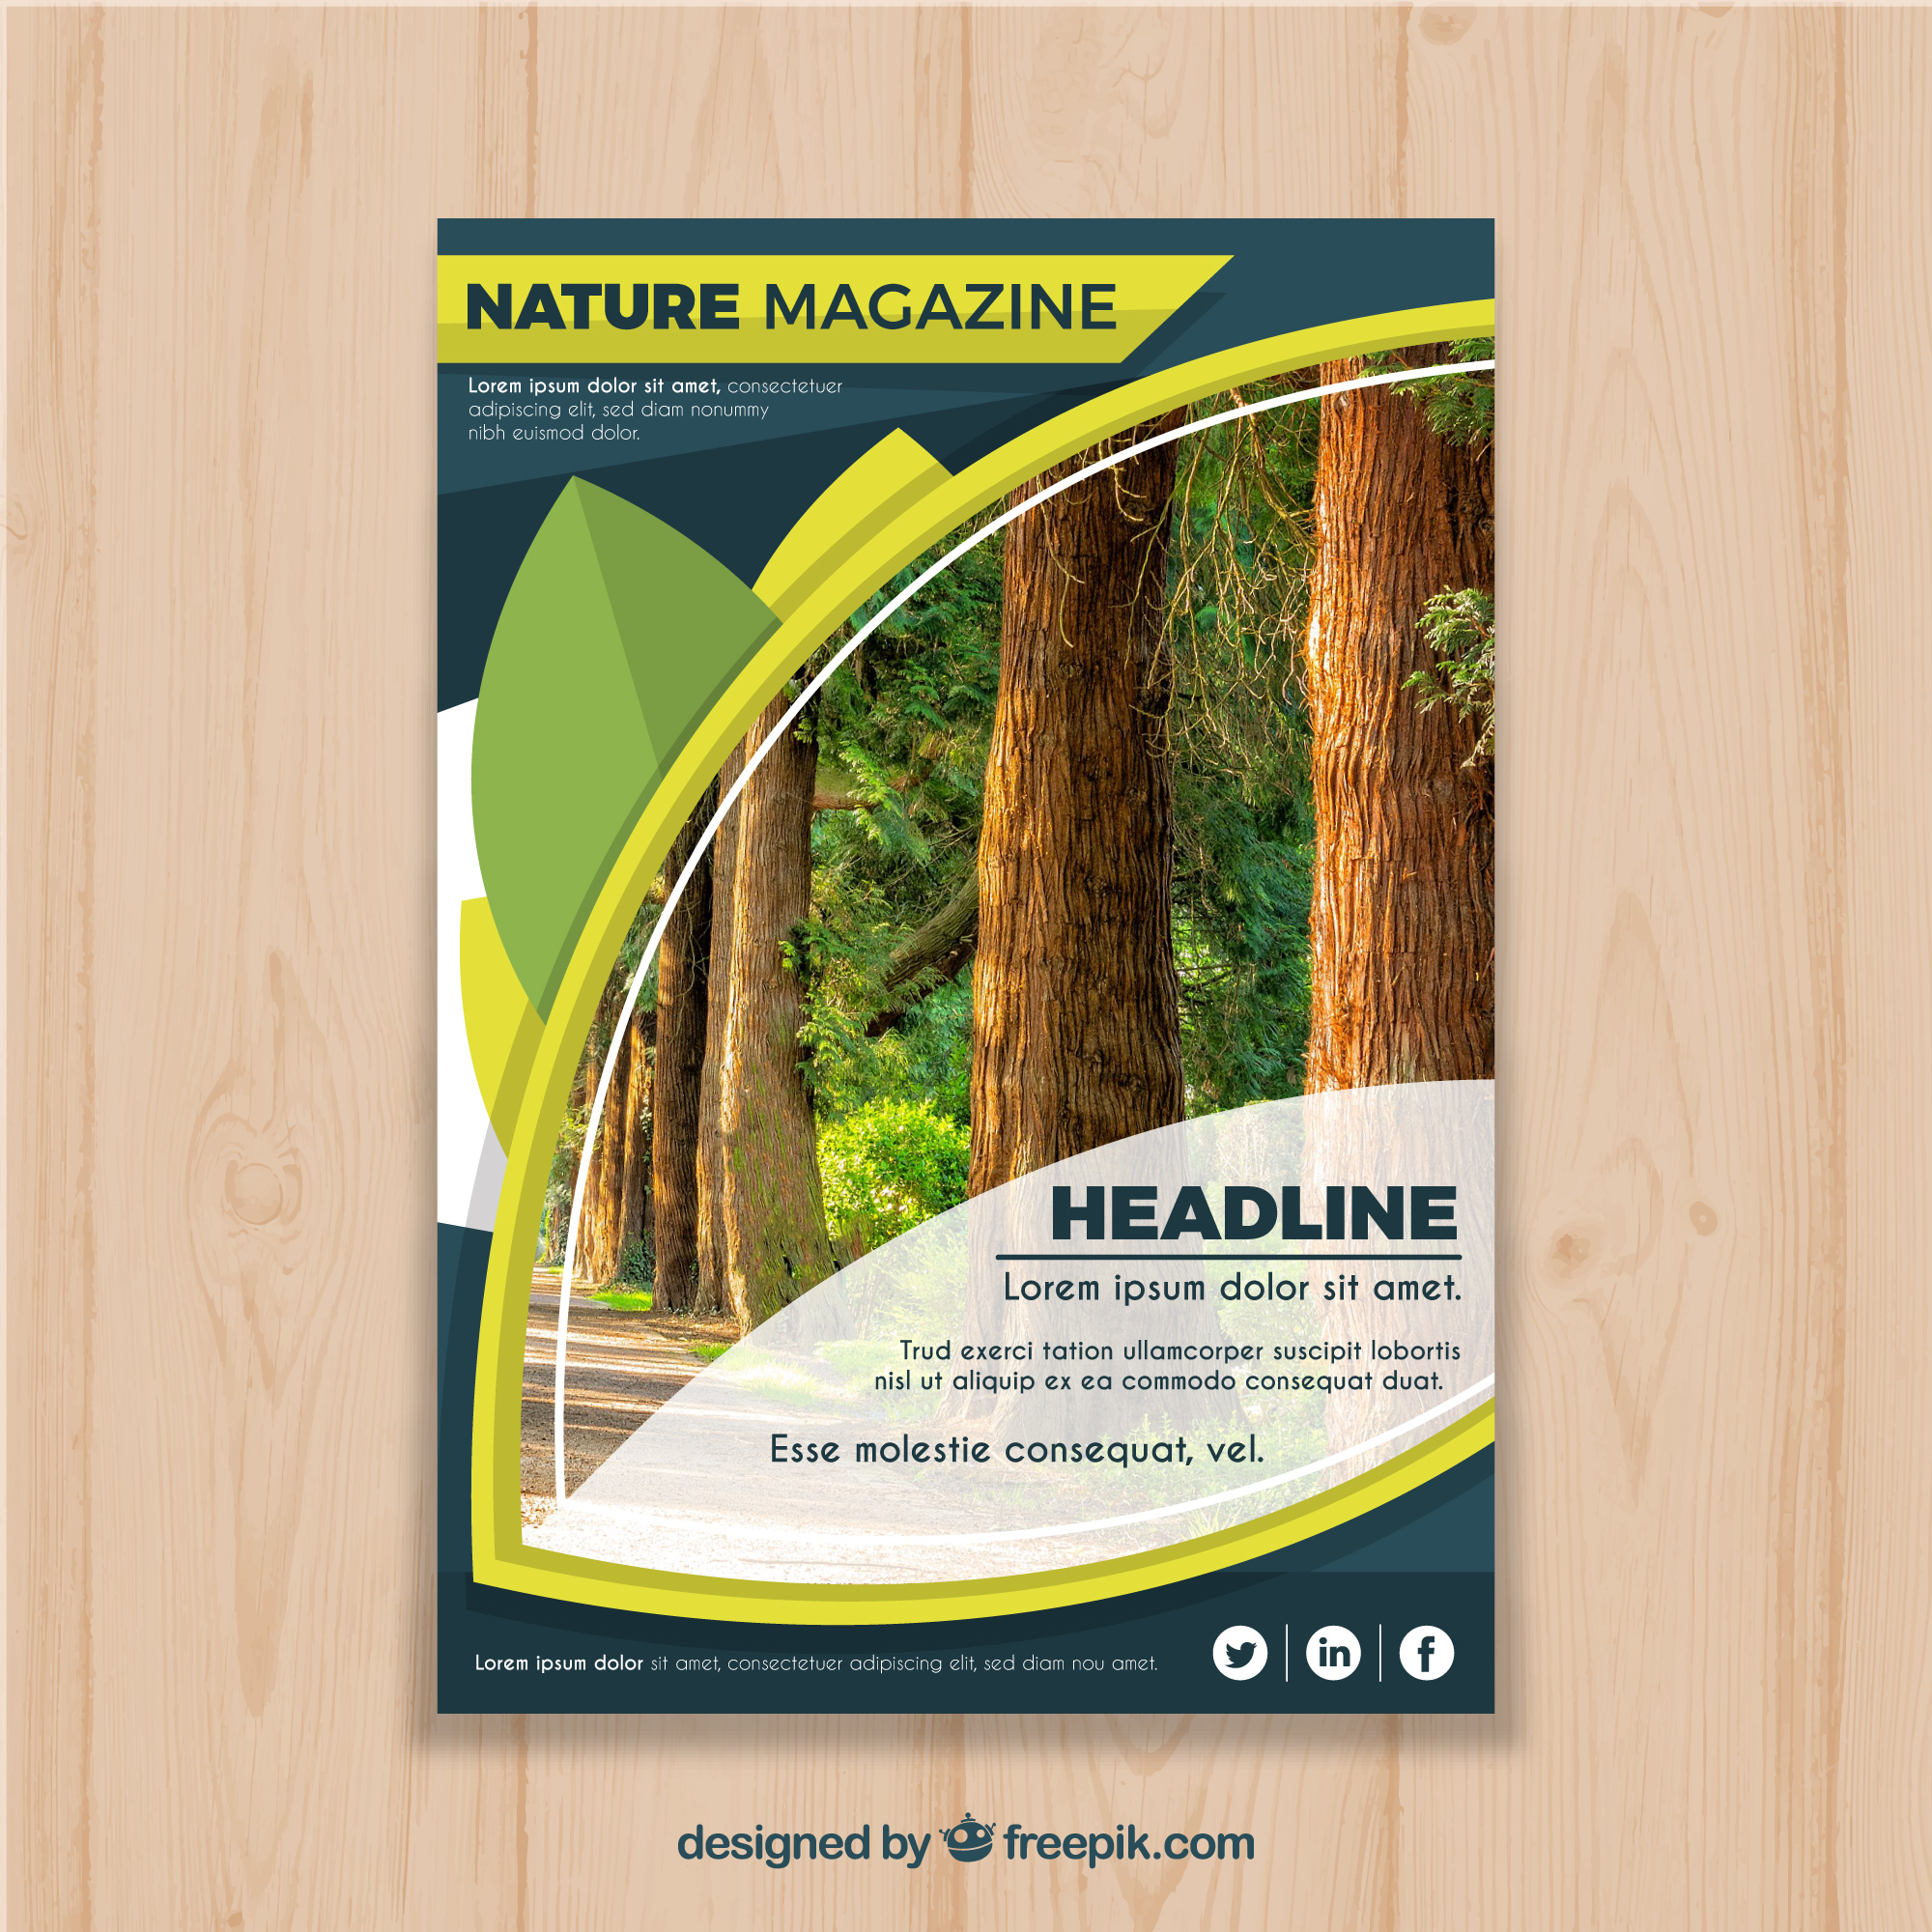 NATURE MAGAZINE
Lorem ipsum dolor sit amet, consectetuer
adipiscing elit, sed diam nonummy
nibh euismod dolor.
HEADLINE
Lorem ipsum dolor sit amet.
Trud exerci tation ullamcorper suscipit lobortis
nisl ut aliquip ex ea commodo consequat duat.
Esse molestie consequat, vel.
Lorem ipsum dolor sit amet, consectetuer adipiscing elit, sed diam nou amet.
in
f
designed by freepik.com